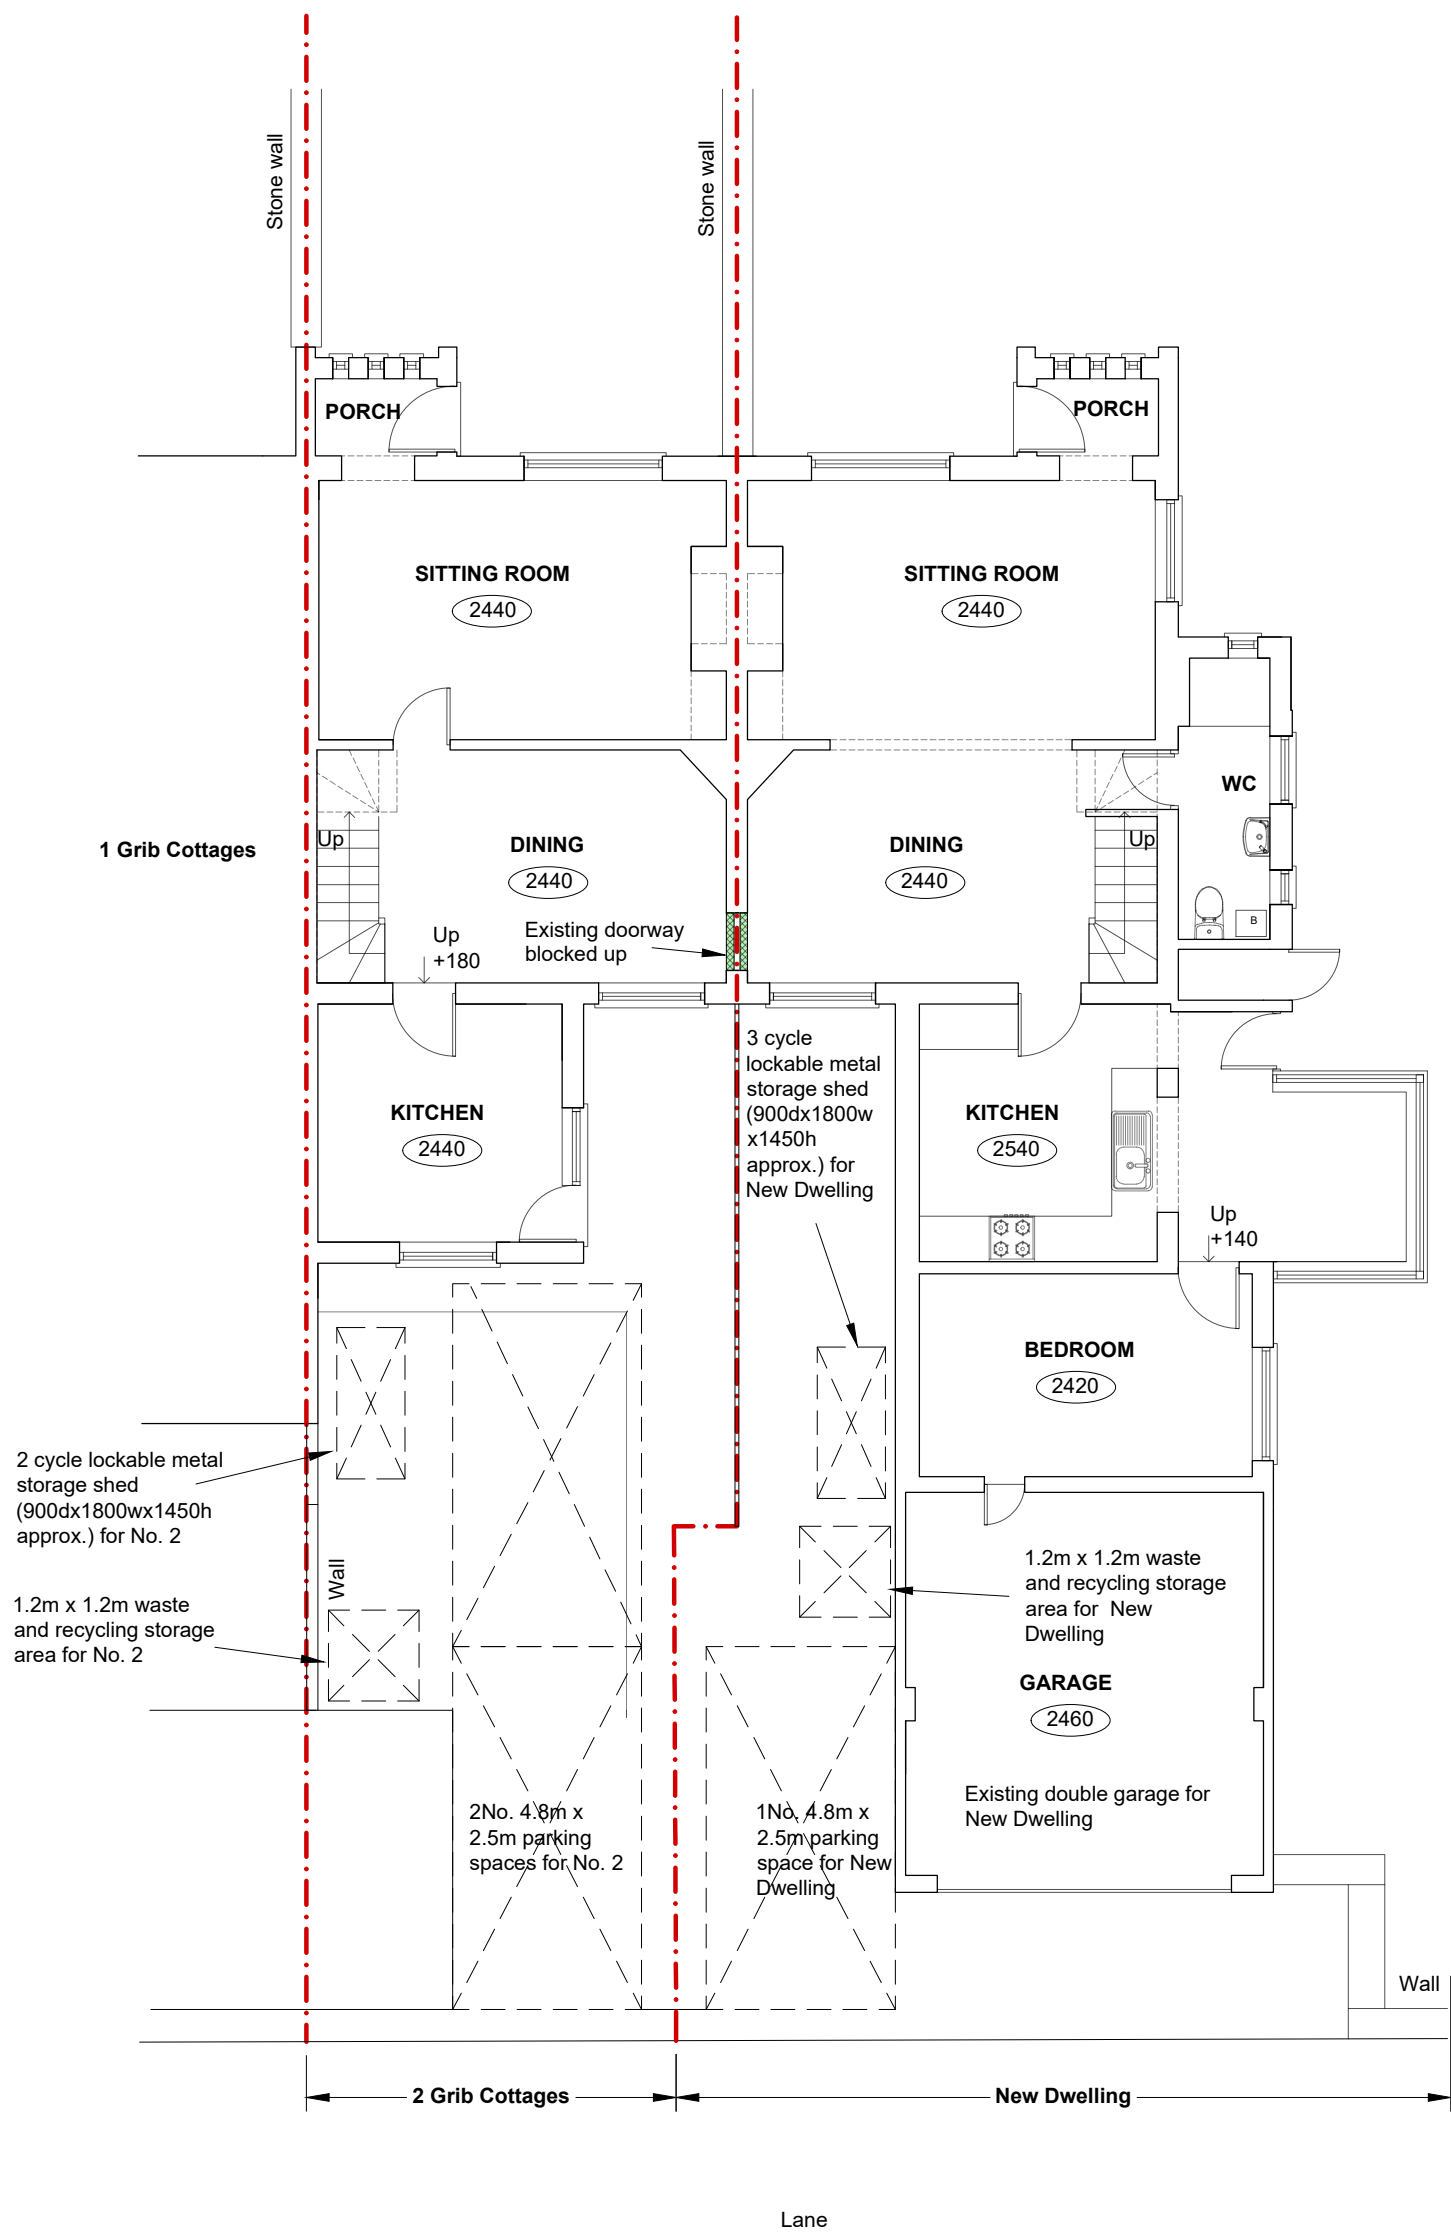 Stone wall
Stone wall
PORCH
PORCH
SITTING ROOM
2440
SITTING ROOM
2440
WC
1 Grib Cottages
Up
DINING
2440
DINING
2440
Up
B
Up
+180
Existing doorway
blocked up
3 cycle
lockable metal
storage shed
(900dx1800w
x1450h
approx.) for
New Dwelling
KITCHEN
2440
KITCHEN
2540
Up
+140
BEDROOM
2420
2 cycle lockable metal
storage shed
(900dx1800wx1450h
approx.) for No. 2
Wall
1.2m x 1.2m waste
and recycling storage
area for No. 2
1.2m x 1.2m waste
and recycling storage
area for New
Dwelling
GARAGE
2460
Existing double garage for
New Dwelling
2No. 4.8m x
2.5m parking
spaces for No. 2
1No. 4.8m x
2.5m parking
space for New
Dwelling
Wall
2 Grib Cottages
New Dwelling
Lane